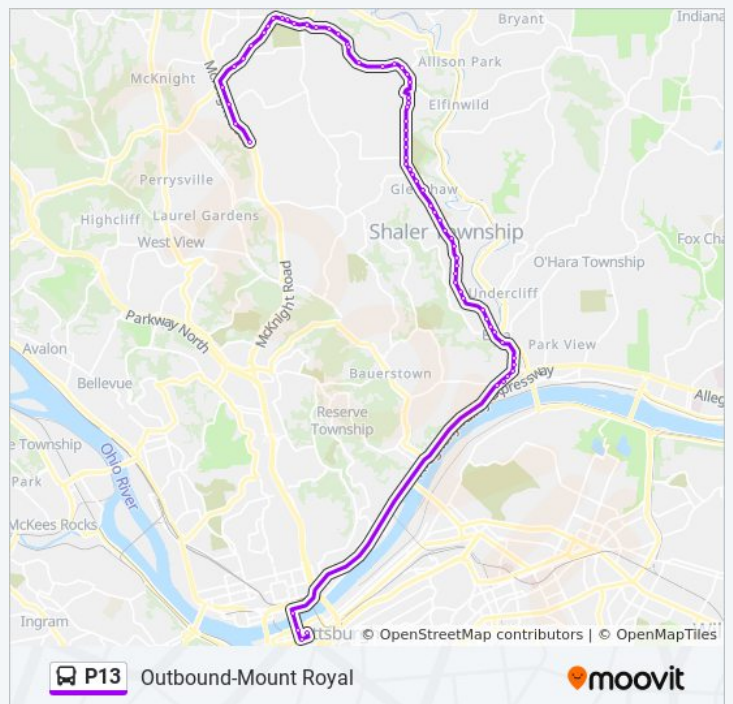 Bryant
Indiana
Allison Park
McKnight
Elfinwild
Perrysville
Laurel Gardens
Highcliff
West View
Shaler Township
Fox Cha
O'Hara Township
Undercliff
McKnight Road
Parkway North
Avalon
Park View
Bellevue
Bauerstown
Expressway
Alleg
Reserve
Township
e Township
Ohio River
Park
McKees Rocks
Ingram
ttsbu
© OpenStreetMap contributors | © OpenMapTiles
P13 Outbound-Mount Royal moovit